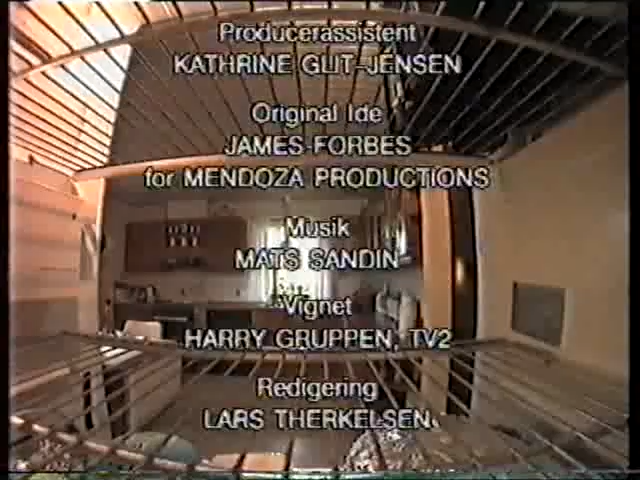 Producerassistent
KATHRINE GLIT-JENSEN
Original Ide
JAMES FORBES
for MENDOZA PRODUCTIONS
Musik
MATS SANDIN
Vignet
HARRY GRUPPEN, TV2
Redigering
LARS THERKELSEN